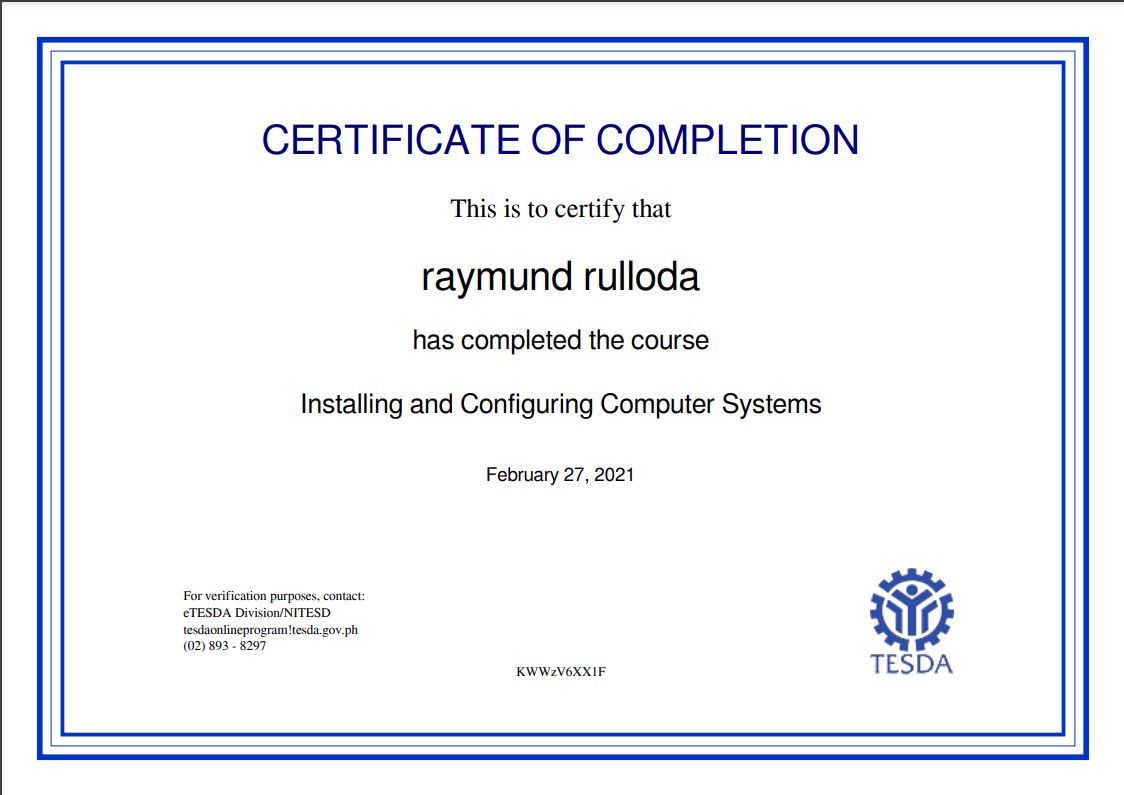 CERTIFICATE OF COMPLETION
This is to certify that
raymund rulloda
has completed the course
Installing and Configuring Computer Systems
February 27, 2021
For verification purposes, contact:
eTESDA Division/NITESD
tesdaonlineprogram!tesda.gov.ph
(02) 893 - 8297
KWWzV6XX1F
TESDA